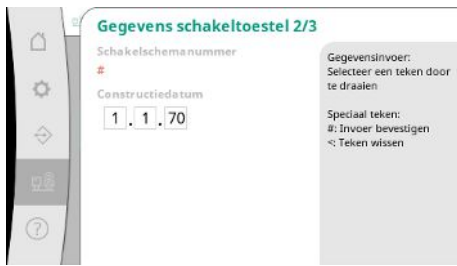 Gegevens schakeltoestel 2/3
Schakelschemanummer
#
Constructiedatum
1 . 1 . 70
Gegevensinvoer:
Selecteer een teken door
te draaien
Speciaal teken:
#: Invoer bevestigen
<: Teken wissen
?